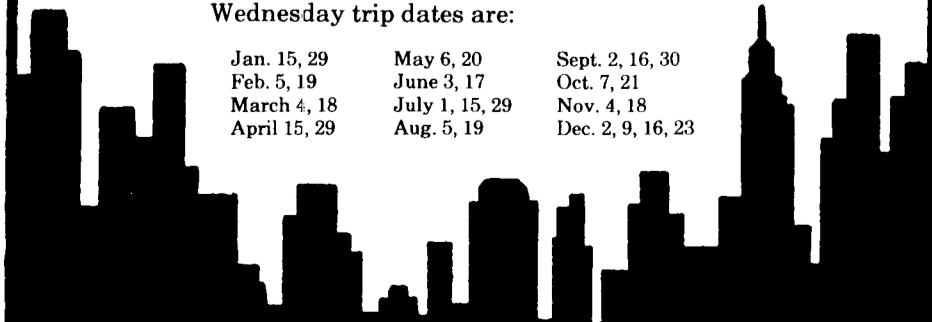 Wednesday trip dates are:
Jan. 15, 29
Feb. 5, 19
March 4, 18
April 15, 29
May 6, 20
June 3, 17
July 1, 15, 29
Aug. 5, 19
Sept. 2, 16, 30
Oct. 7, 21
Nov. 4, 18
Dec. 2, 9, 16, 23